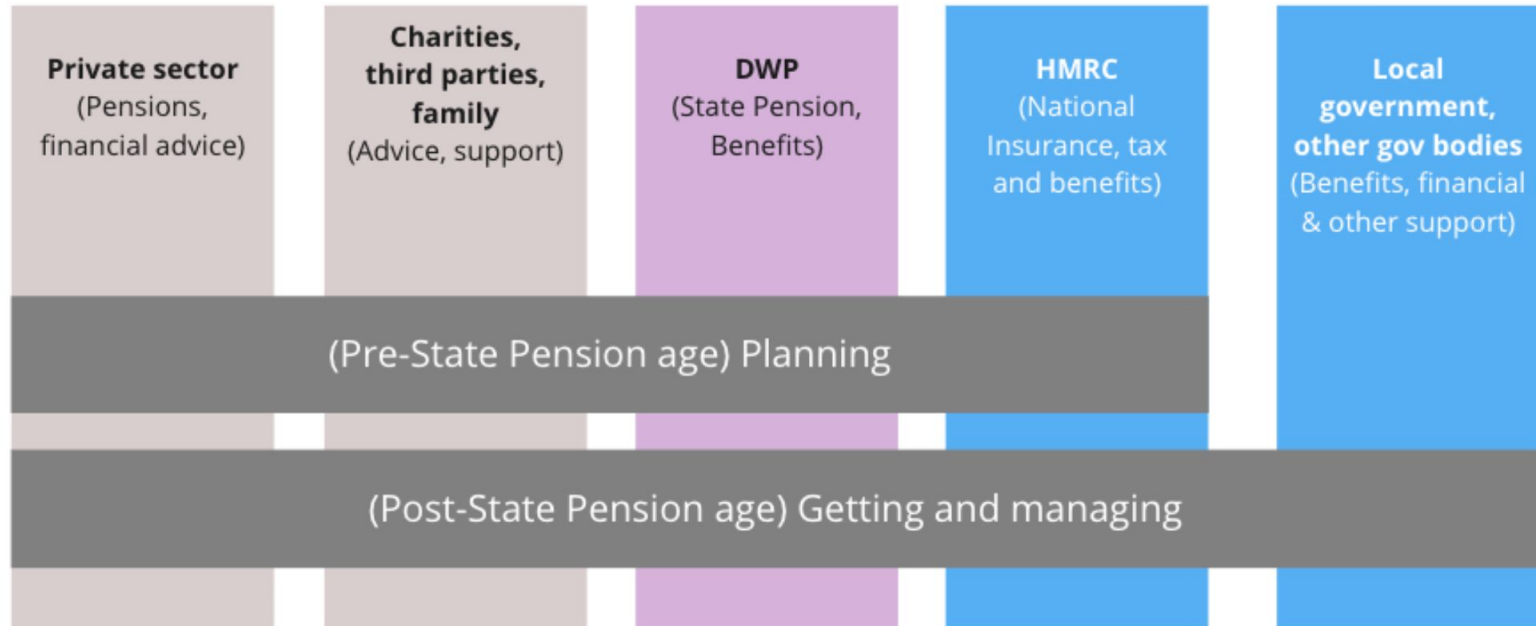 Private sector
(Pensions,
financial advice)
Charities,
third parties,
family
(Advice, support)
DWP
(State Pension,
Benefits)
HMRC
(National
Insurance, tax
and benefits)
Local
government,
other gov bodies
(Benefits, financial
& other support)
(Pre-State Pension age) Planning
(Post-State Pension age) Getting and managing